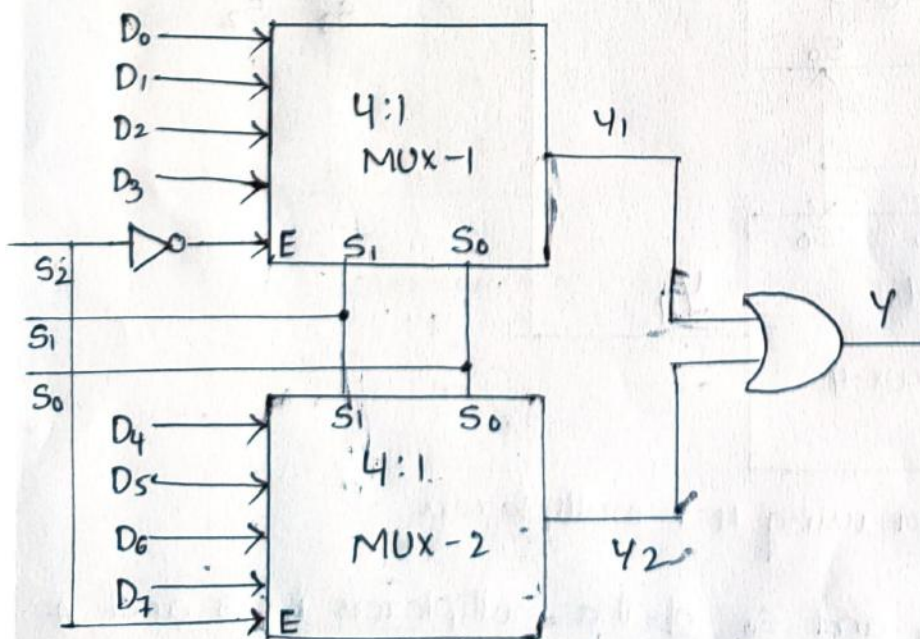 D0
D1
4:1
Y1
D2
MUX-1
D3
E S1 S0
S2
S1
Y
S0
S1 S0
D4
4:1
D5
D6
MUX-2
Y2
D7
E